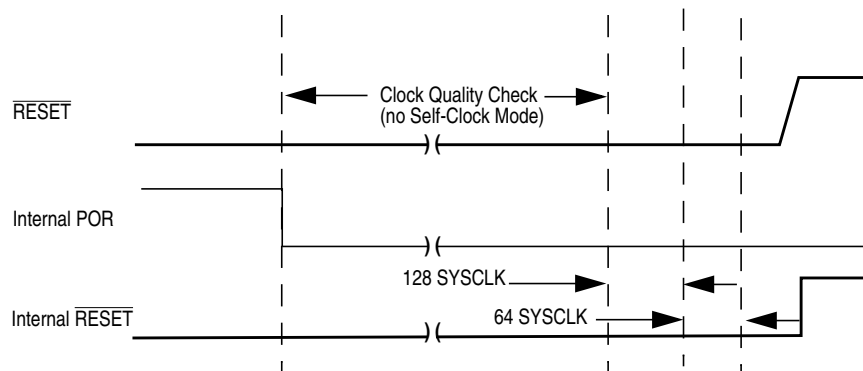 Clock Quality Check
(no Self-Clock Mode)
RESET
Internal POR
128 SYSCLK
Internal RESET
64 SYSCLK